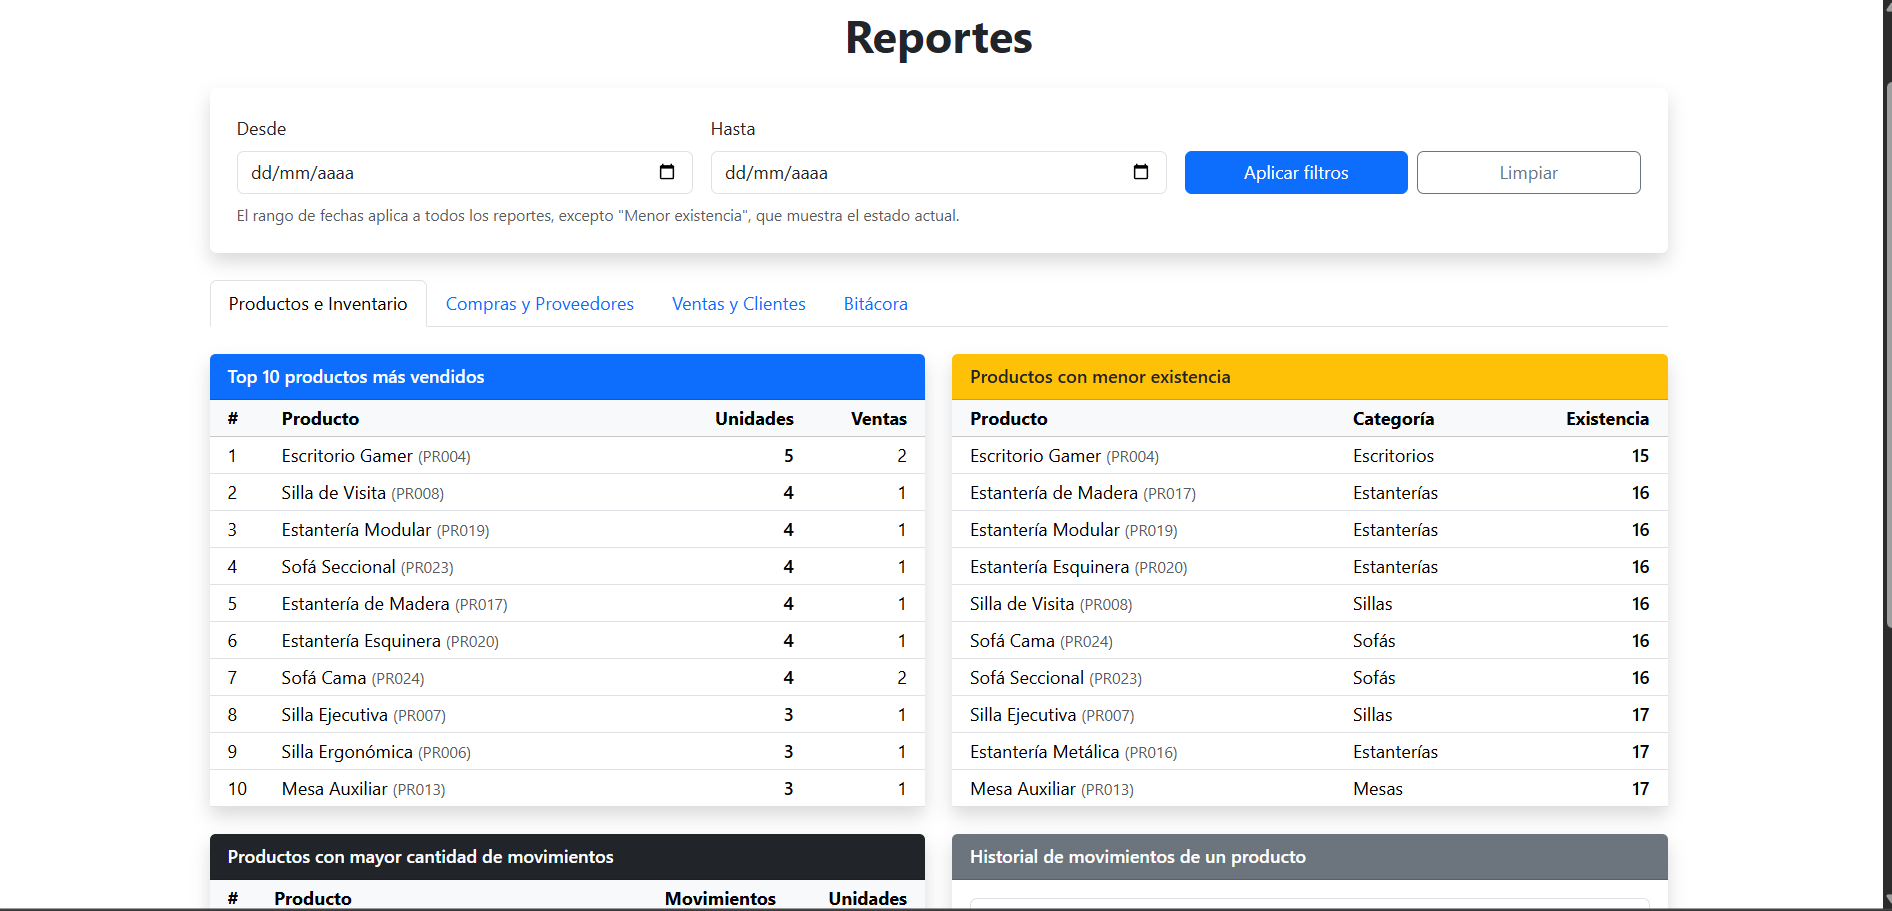 Reportes
Desde
Hasta
dd/mm/aaaa
dd/mm/aaaa
Aplicar filtros
Limpiar
El rango de fechas aplica a todos los reportes, excepto "Menor existencia", que muestra el estado actual.
Productos e Inventario
Compras y Proveedores
Ventas y Clientes
Bitácora
Top 10 productos más vendidos
# Producto Unidades Ventas
1 Escritorio Gamer (PR004) 5 2
2 Silla de Visita (PR008) 4 1
3 Estantería Modular (PR019) 4 1
4 Sofá Seccional (PR023) 4 1
5 Estantería de Madera (PR017) 4 1
6 Estantería Esquinera (PR020) 4 1
7 Sofá Cama (PR024) 4 2
8 Silla Ejecutiva (PR007) 3 1
9 Silla Ergonómica (PR006) 3 1
10 Mesa Auxiliar (PR013) 3 1
Productos con menor existencia
Producto Categoría Existencia
Escritorio Gamer (PR004) Escritorios 15
Estantería de Madera (PR017) Estanterías 16
Estantería Modular (PR019) Estanterías 16
Estantería Esquinera (PR020) Estanterías 16
Silla de Visita (PR008) Sillas 16
Sofá Cama (PR024) Sofás 16
Sofá Seccional (PR023) Sofás 16
Silla Ejecutiva (PR007) Sillas 17
Estantería Metálica (PR016) Estanterías 17
Mesa Auxiliar (PR013) Mesas 17
Productos con mayor cantidad de movimientos
# Producto Movimientos Unidades
Historial de movimientos de un producto